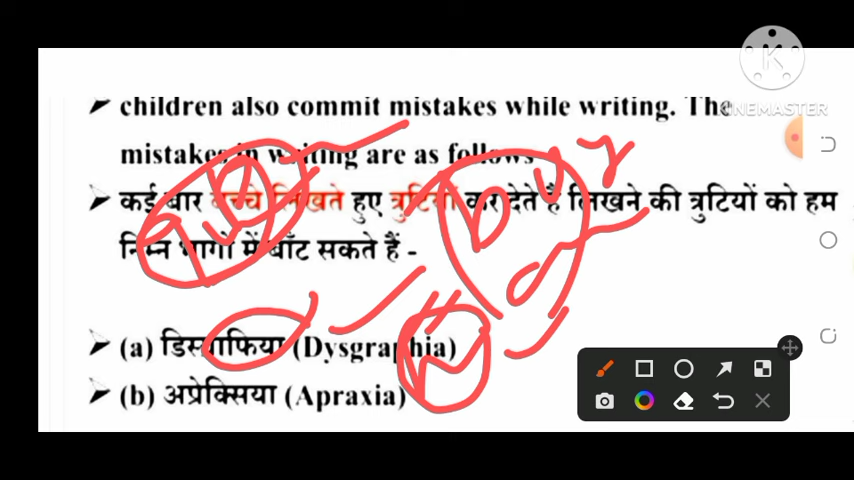 children also commit mistakes while writing. The
KINEMASTER
mistakes in writing are as follows
कई बार बच्चे लिखते हुए त्रुटियाँ कर देते हैं लिखने की त्रुटियों को हम
निम्न भागों में बाँट सकते हैं -
(a) डिसग्राफिया (Dysgraphia)
(b) अप्रेक्सिया (Apraxia)